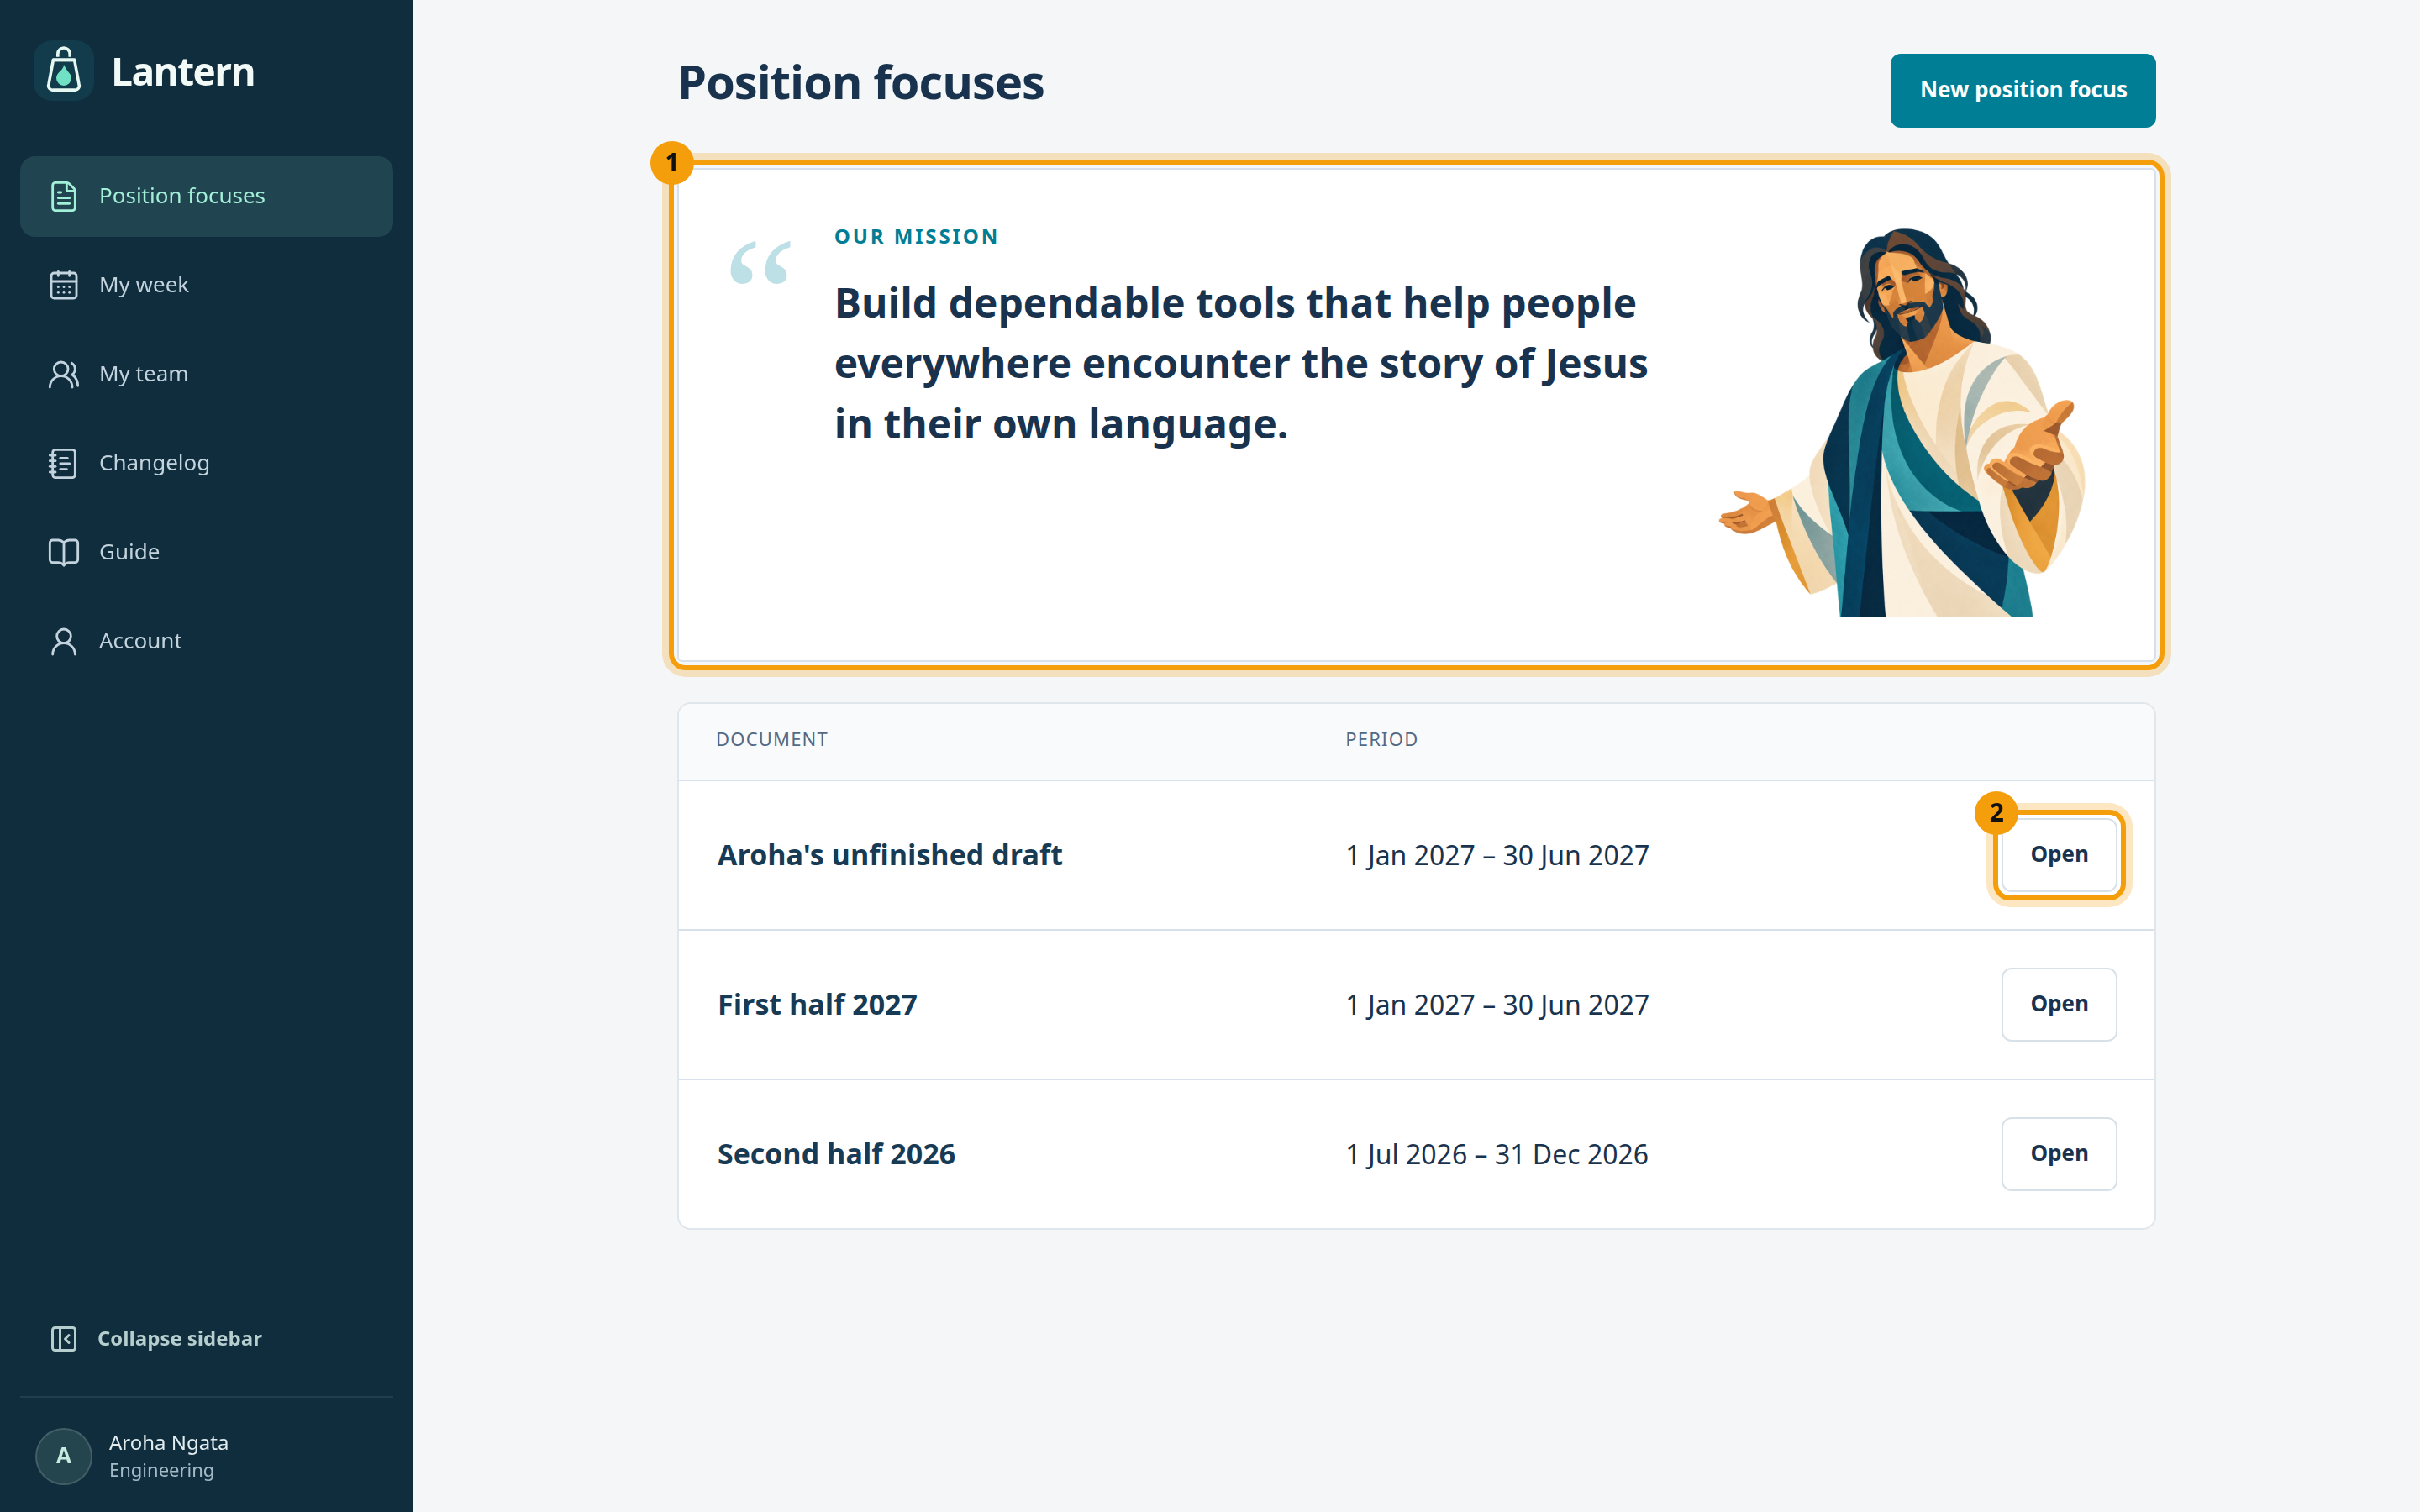 Lantern
Position focuses
My week
My team
Changelog
Guide
Account
Collapse sidebar
A
Aroha Ngata
Engineering
Position focuses
New position focus
1
“
OUR MISSION
Build dependable tools that help people
everywhere encounter the story of Jesus
in their own language.
DOCUMENT PERIOD
2
Aroha's unfinished draft 1 Jan 2027 – 30 Jun 2027 Open
First half 2027 1 Jan 2027 – 30 Jun 2027 Open
Second half 2026 1 Jul 2026 – 31 Dec 2026 Open